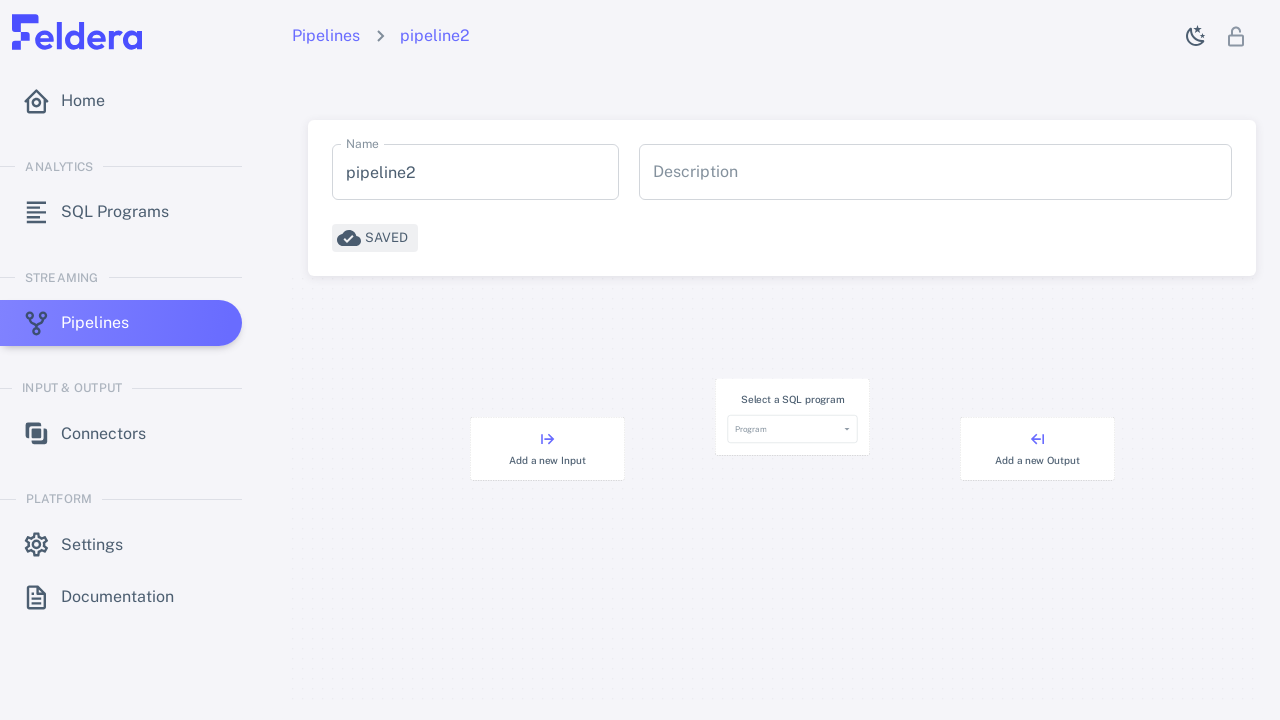 Feldera
Pipelines
pipeline2
Home
ANALYTICS
SQL Programs
STREAMING
Pipelines
INPUT & OUTPUT
Connectors
PLATFORM
Settings
Documentation
Name
pipeline2
Description
SAVED
Add a new Input
Select a SQL program
Program
Add a new Output